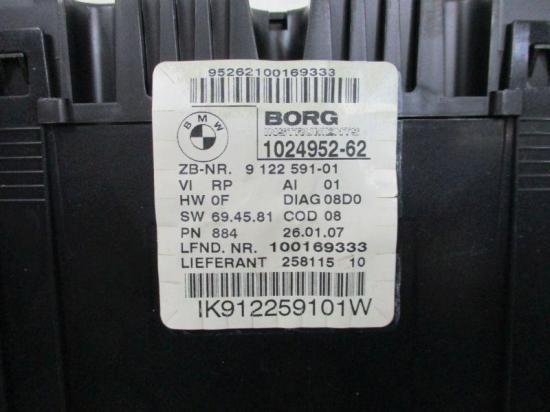 95262100169333
BMW
BORG
INSTRUMENTS
1024952-62
ZB-NR. 9 122 591-01
VI RP AI 01
HW 0F DIAG 08D0
SW 69.45.81 COD 08
PN 884 26.01.07
LFND. NR. 100169333
LIEFERANT 258115 10
IK912259101W